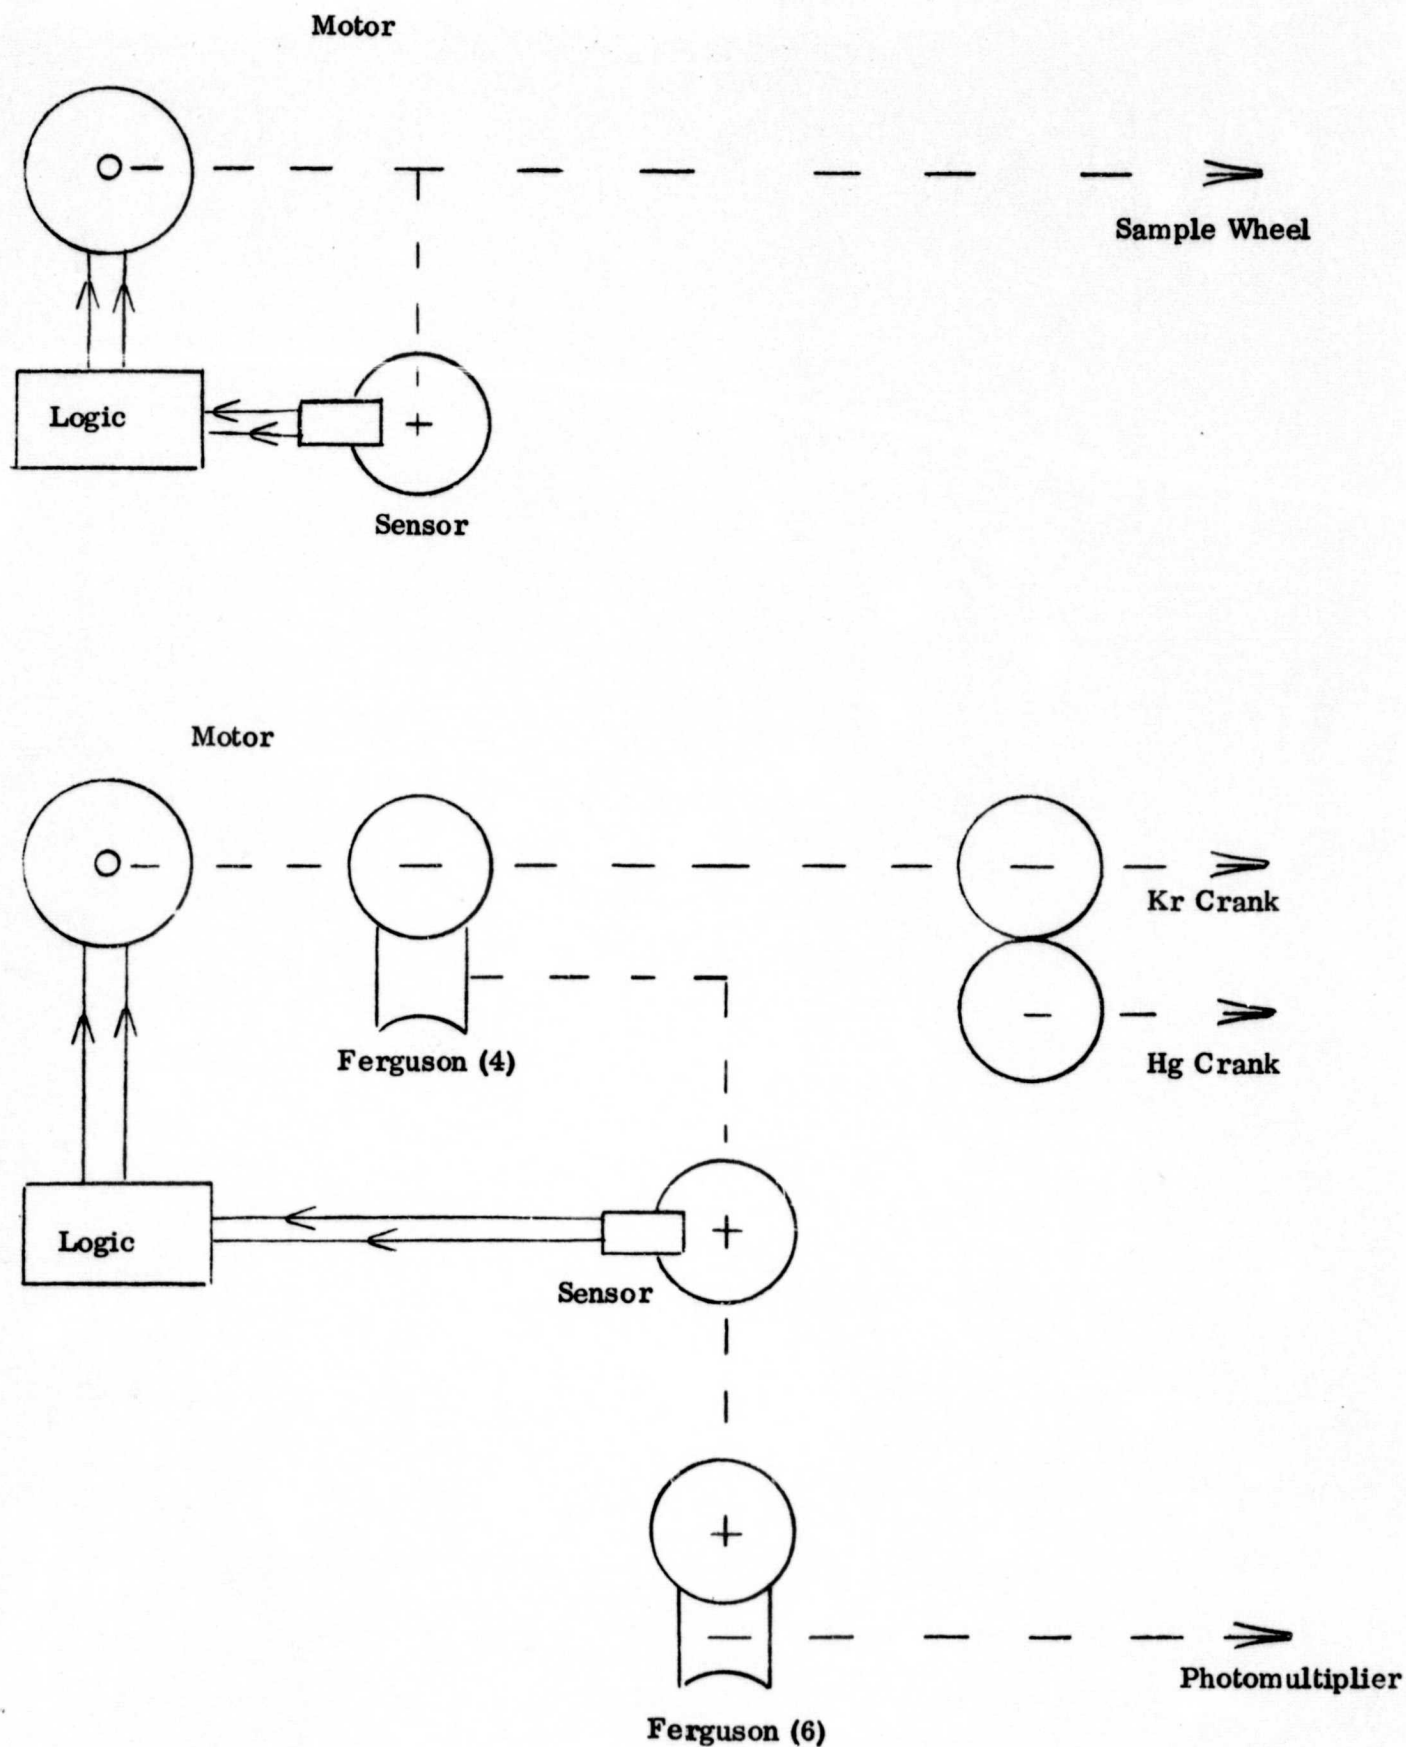 Motor
Sample Wheel
Logic
Sensor
Motor
Kr Crank
Ferguson (4)
Hg Crank
Logic
Sensor
Photomultiplier
Ferguson (6)